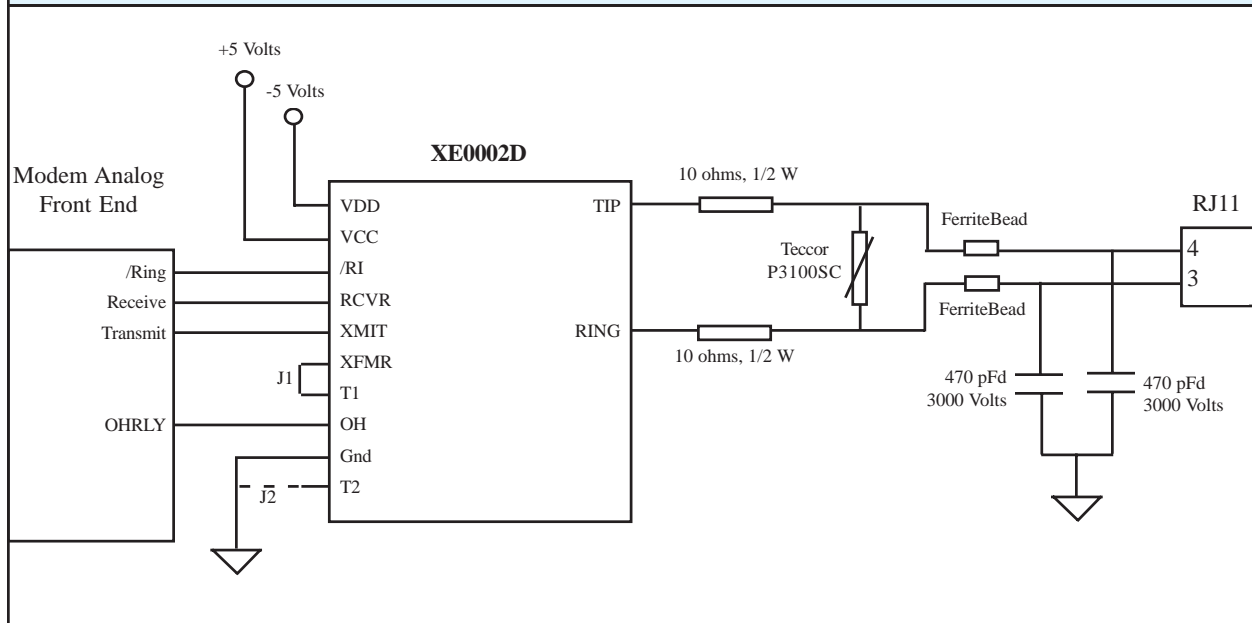 +5 Volts
-5 Volts
XE0002D
Modem Analog
Front End
/Ring
Receive
Transmit
OHRLY
VDD
VCC
/RI
RCVR
XMIT
XFMR
T1
OH
Gnd
T2
J1
J2
TIP
RING
10 ohms, 1/2 W
10 ohms, 1/2 W
Teccor
P3100SC
FerriteBead
FerriteBead
RJ11
4
3
470 pFd
3000 Volts
470 pFd
3000 Volts